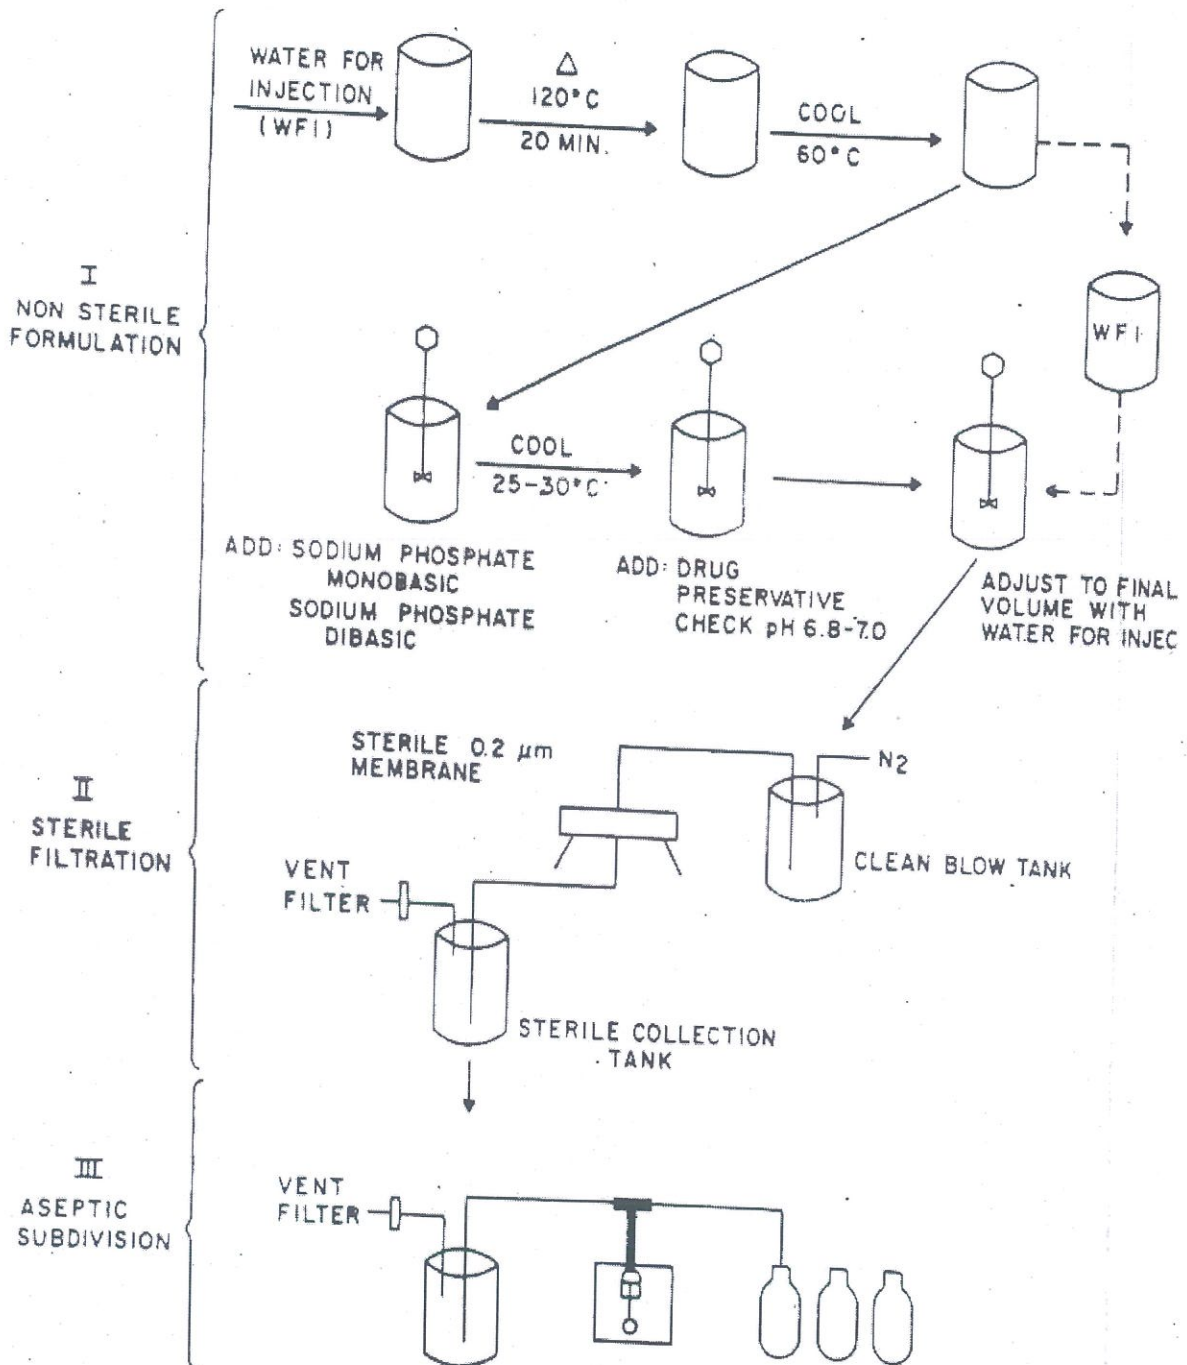 WATER FOR
INJECTION
(WFI)
Δ
120°C
20 MIN.
COOL
60°C
I
NON STERILE
FORMULATION
WFI
COOL
25-30°C
ADD: SODIUM PHOSPHATE
MONOBASIC
SODIUM PHOSPHATE
DIBASIC
ADD: DRUG
PRESERVATIVE
CHECK pH 6.8-7.0
ADJUST TO FINAL
VOLUME WITH
WATER FOR INJEC
II
STERILE
FILTRATION
STERILE 0.2 μm
MEMBRANE
N2
CLEAN BLOW TANK
VENT
FILTER
STERILE COLLECTION
TANK
III
ASEPTIC
SUBDIVISION
VENT
FILTER